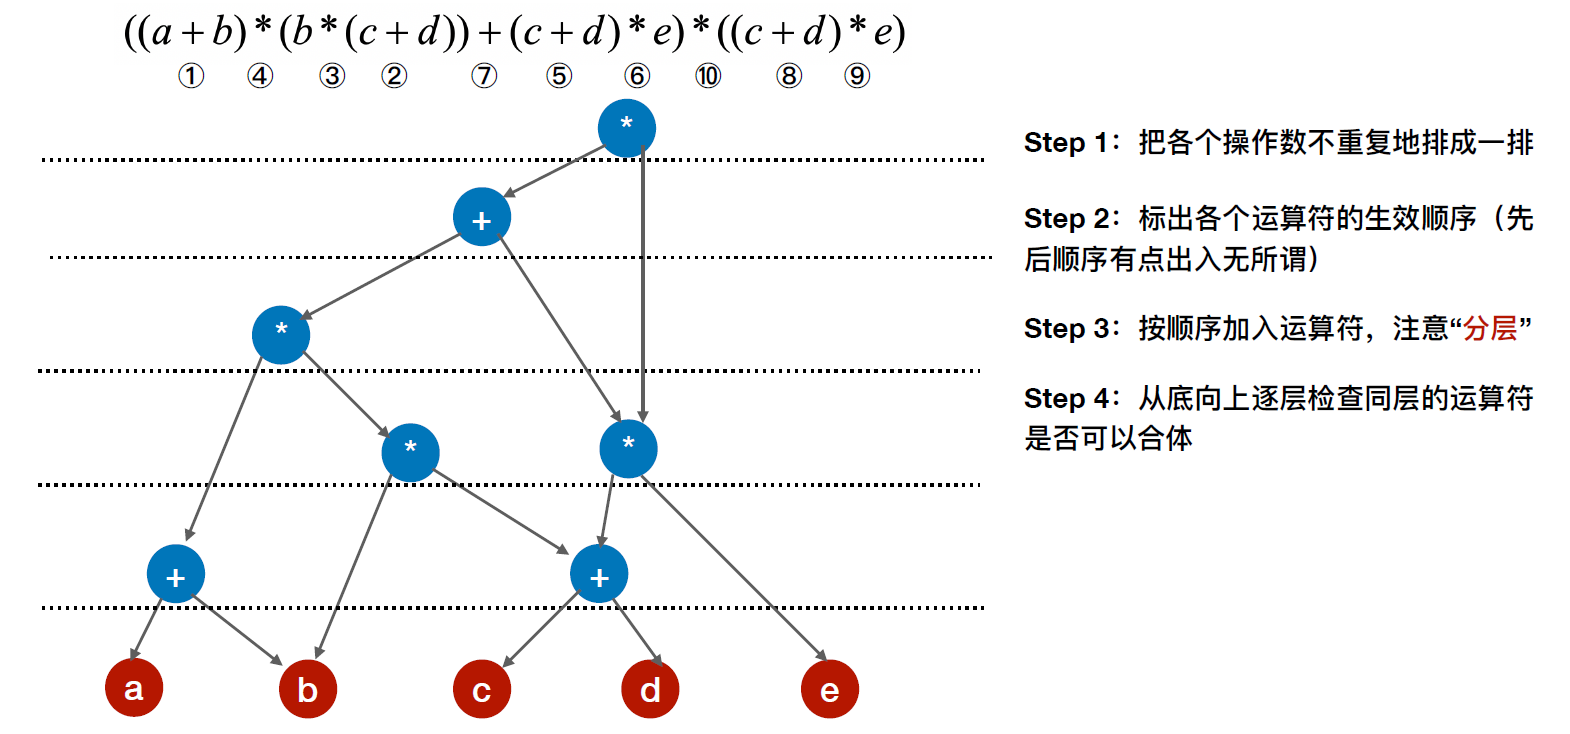 ((a+b)*(b*(c+d))+(c+d)*e)*((c+d)*e)
① ④ ③ ② ⑦ ⑤ ⑥ ⑩ ⑧ ⑨
*
+
*
* *
+ +
a b c d e
Step 1：把各个操作数不重复地排成一排
Step 2：标出各个运算符的生效顺序（先
后顺序有点出入无所谓）
Step 3：按顺序加入运算符，注意“分层”
Step 4：从底向上逐层检查同层的运算符
是否可以合体